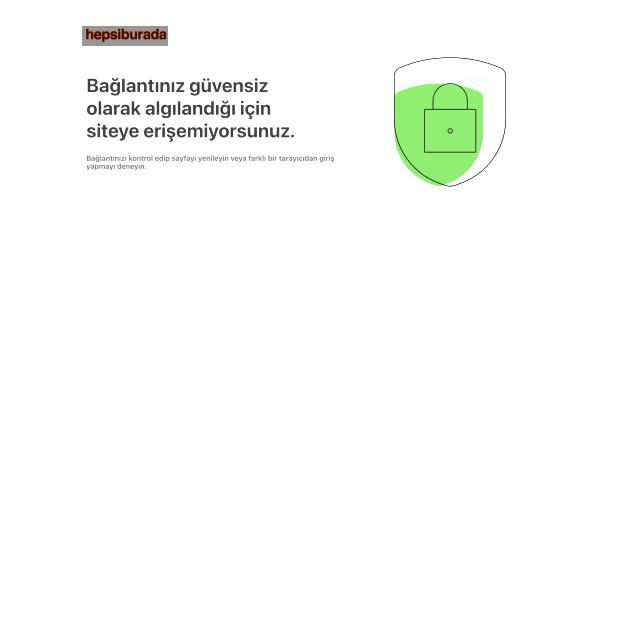 hepsiburada
Bağlantınız güvensiz
olarak algılandığı için
siteye erişemiyorsunuz.
Bağlantınızı kontrol edip sayfayı yenileyin veya farklı bir tarayıcıdan giriş
yapmayı deneyin.